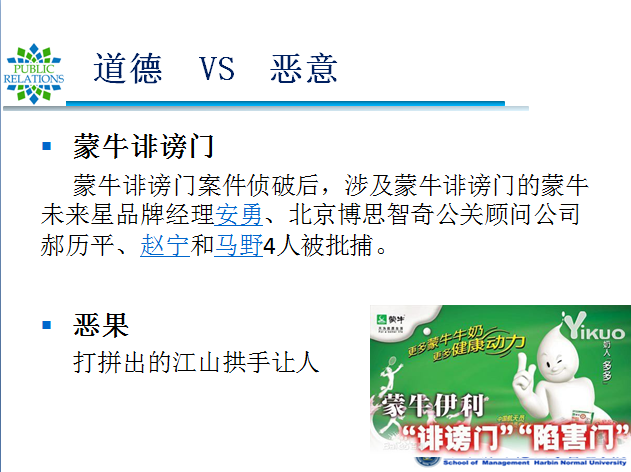 PUBLIC
RELATIONS
道德 VS 恶意
蒙牛诽谤门
蒙牛诽谤门案件侦破后，涉及蒙牛诽谤门的蒙牛
未来星品牌经理安勇、北京博思智奇公关顾问公司
郝历平、赵宁和马野4人被批捕。
恶果
打拼出的江山拱手让人
蒙牛
更多蒙牛牛奶
更多健康动力
YiKUO
奶人 多多
蒙牛伊利
“诽谤门”“陷害门”
School of Management Harbin Normal University